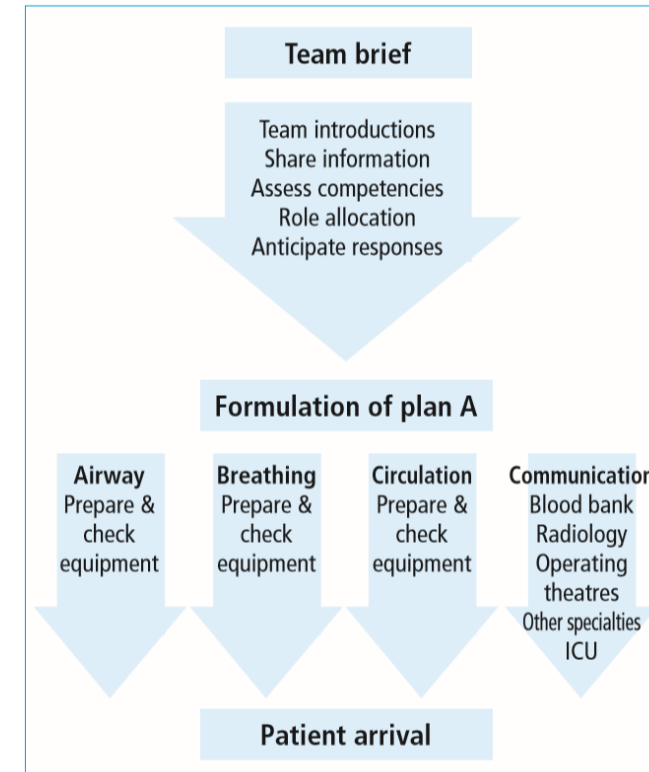 Team brief
Team introductions
Share information
Assess competencies
Role allocation
Anticipate responses
Formulation of plan A
Airway
Prepare &
check
equipment
Breathing
Prepare &
check
equipment
Circulation
Prepare &
check
equipment
Communication
Blood bank
Radiology
Operating
theatres
Other specialties
ICU
Patient arrival